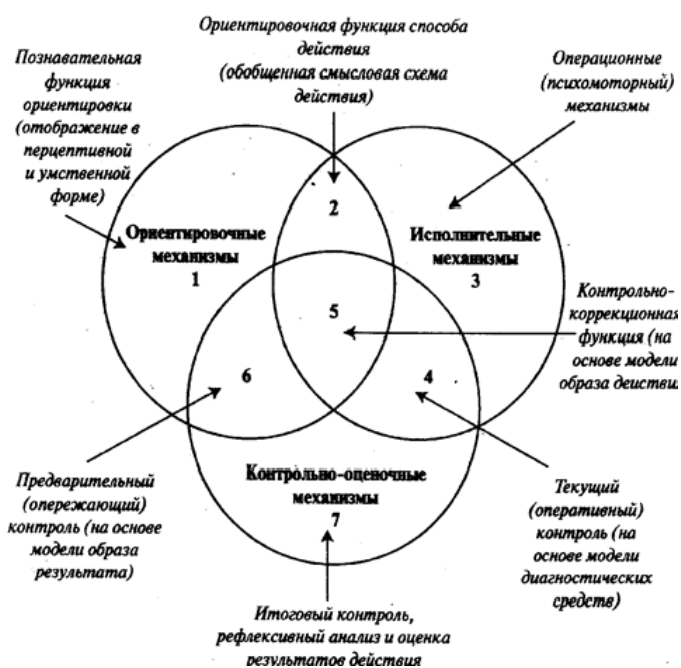 Ориентировочная функция способа
действия
(обобщенная смысловая схема
действия)
Познавательная
функция
ориентировки
(отображение в
перцептивной
и умственной
форме)
Операционные
(психомоторный)
механизмы
2
Ориентировочные
механизмы
1
Исполнительные
механизмы
3
5
Контрольно-
коррекционная
функция (на
основе модели
образа действия
6
4
Контрольно-оценочные
механизмы
7
Предварительный
(опережающий)
контроль (на основе
модели образа
результата)
Текущий
(оперативный)
контроль (на
основе модели
диагностических
средств)
Итоговый контроль,
рефлексивный анализ и оценка
результатов действия